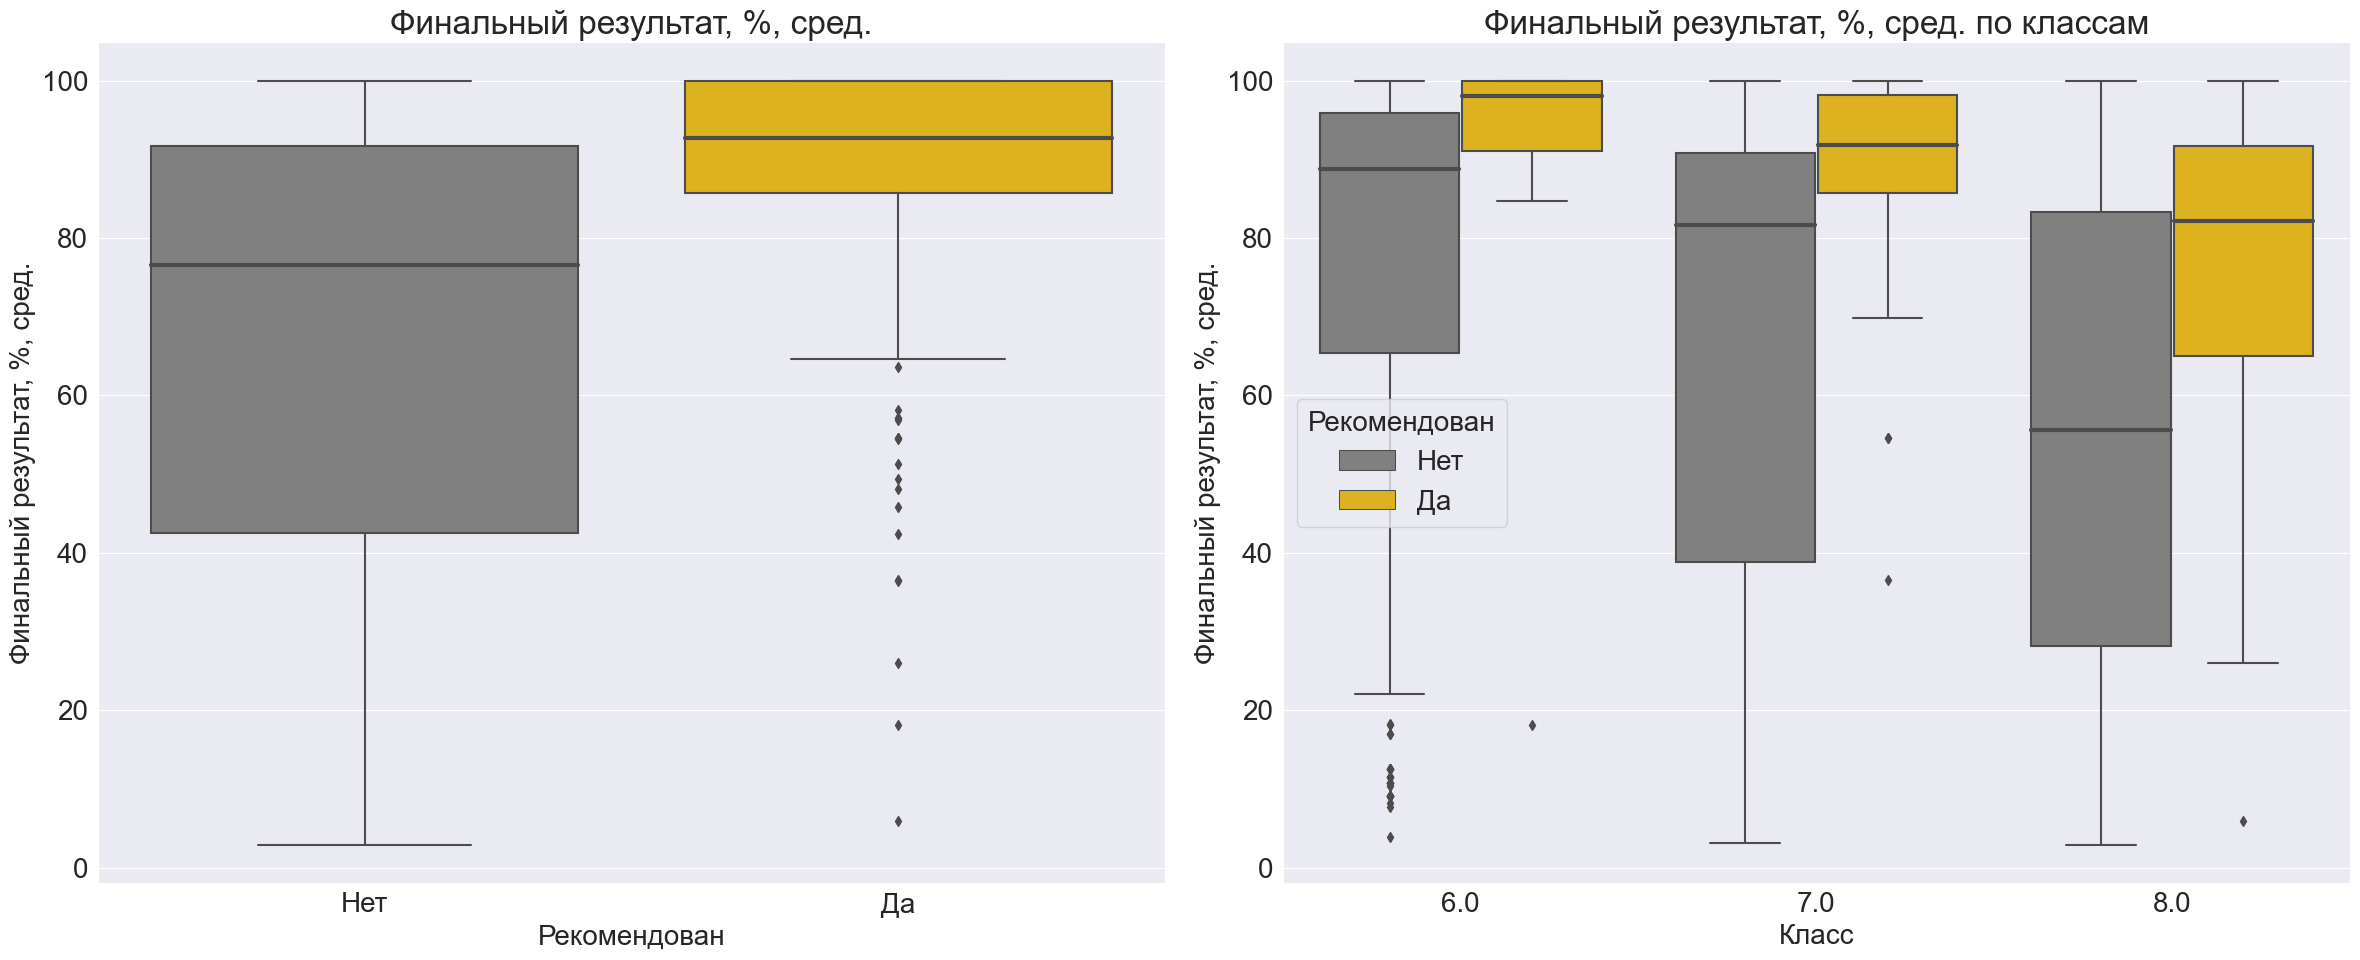 Финальный результат, %, сред.
Финальный результат, %, сред.
100
80
60
40
20
0
Нет
Да
Рекомендован
Финальный результат, %, сред. по классам
Финальный результат, %, сред.
100
80
60
40
20
0
Рекомендован
Нет
Да
6.0
7.0
8.0
Класс